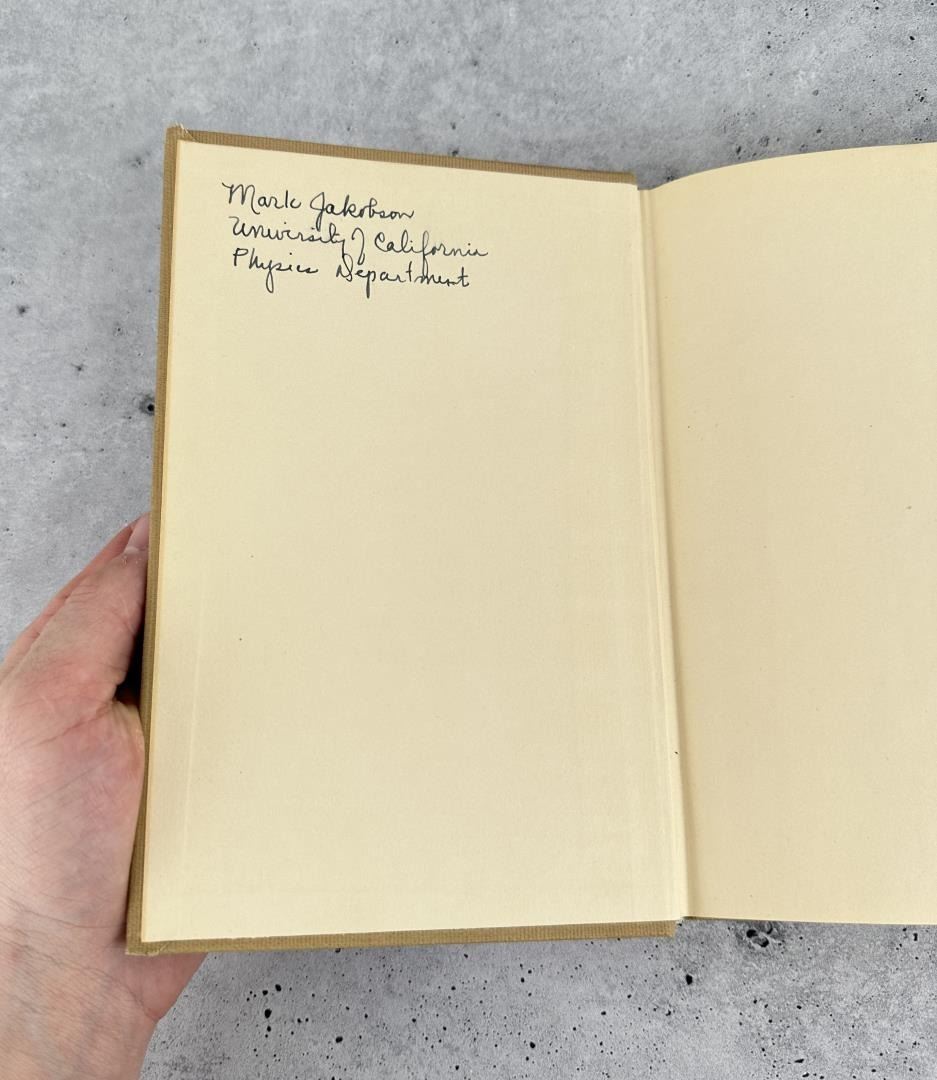 Mark Jakobson
University of California
Physics Department